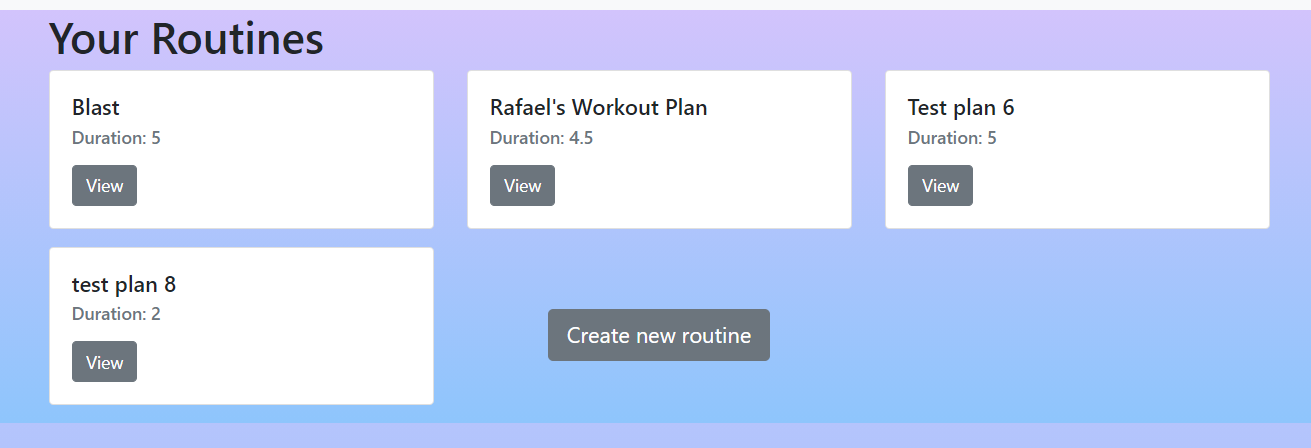 Your Routines
Blast
Duration: 5
View
Rafael's Workout Plan
Duration: 4.5
View
Test plan 6
Duration: 5
View
test plan 8
Duration: 2
View
Create new routine